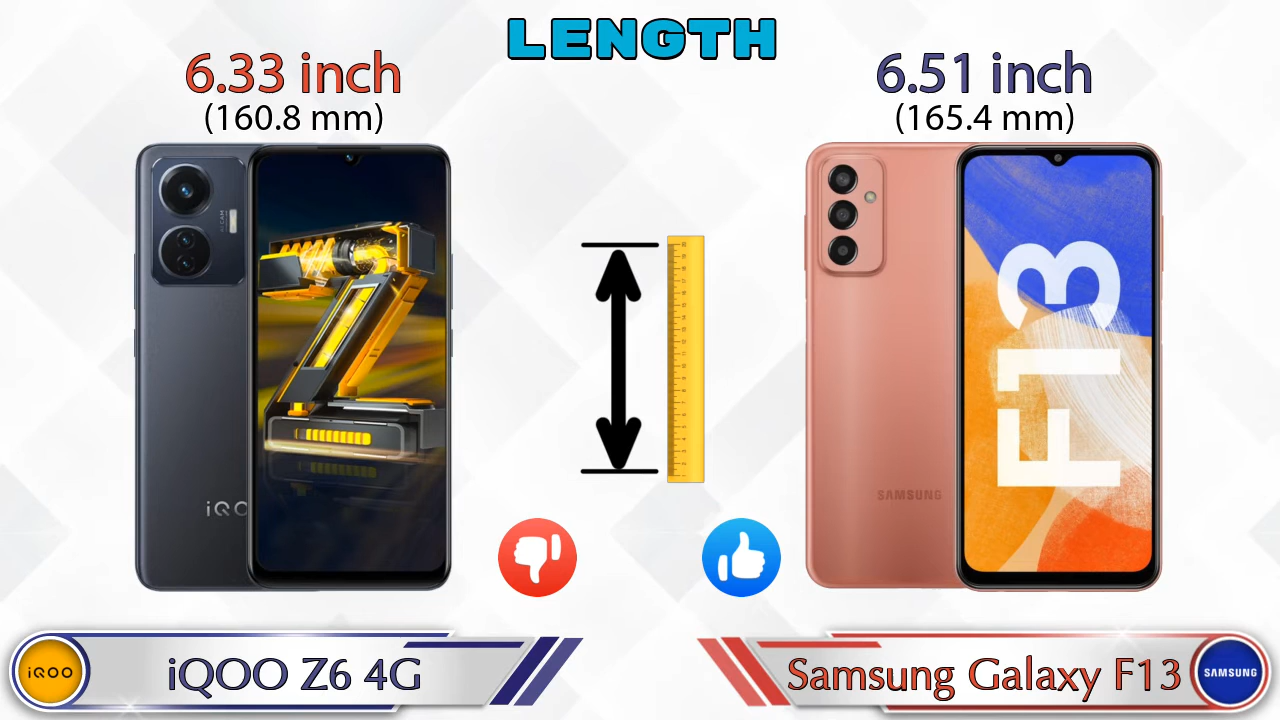 LENGTH
6.33 inch
(160.8 mm)
6.51 inch
(165.4 mm)
F13
iQO
SAMSUNG
iQOO
iQOO Z6 4G
Samsung Galaxy F13
SAMSUNG